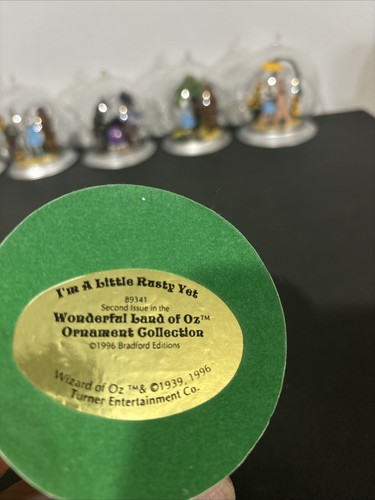 I'm A Little Rusty Yet
89341
Second Issue in the
Wonderful Land of Oz™
Ornament Collection
©1996 Bradford Editions
Wizard of Oz ™& ©1939, 1996
Turner Entertainment Co.